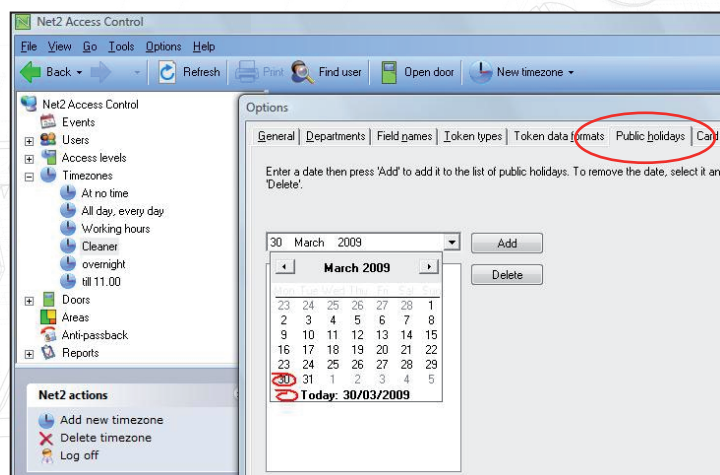 Net2 Access Control
File View Go Tools Options Help
Back Refresh Print Find user Open door New timezone
Net2 Access Control
Events
Users
Access levels
Timezones
At no time
All day, every day
Working hours
Cleaner
overnight
till 11.00
Doors
Areas
Anti-passback
Reports
Net2 actions
Add new timezone
Delete timezone
Log off
Options
General Departments Field names Token types Token data formats Public holidays Card
Enter a date then press 'Add' to add it to the list of public holidays. To remove the date, select it an
'Delete'.
30 March 2009 Add
Delete
March 2009
Mon Tue Wed Thu Fri Sat Sun
23 24 25 26 27 28 1
2 3 4 5 6 7 8
9 10 11 12 13 14 15
16 17 18 19 20 21 22
23 24 25 26 27 28 29
30 31 1 2 3 4 5
Today: 30/03/2009